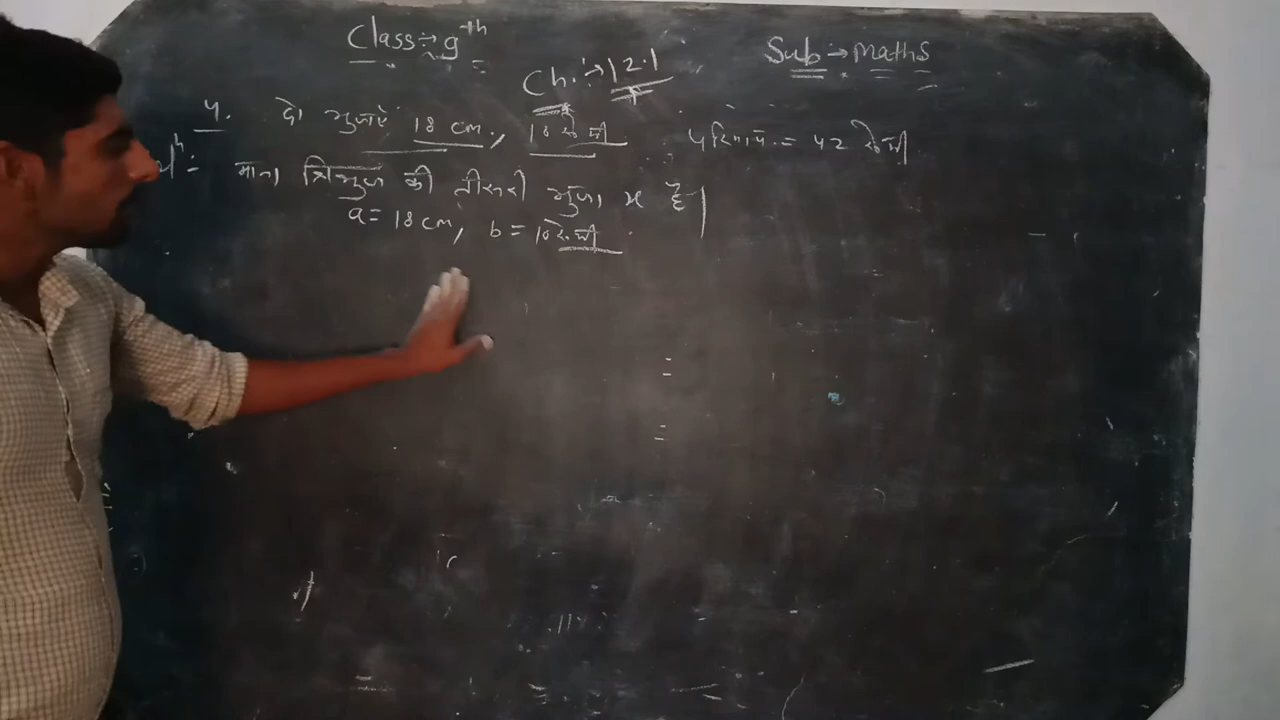 Class :→ 9th
Sub → Maths
Ch. :→ 12.1
4. दो भुजाएँ 18 cm., 10 से मी परिमाप = 42 से मी
माना त्रिभुज की तीसरी भुजा x है।
a = 18 cm, b = 10 से.मी